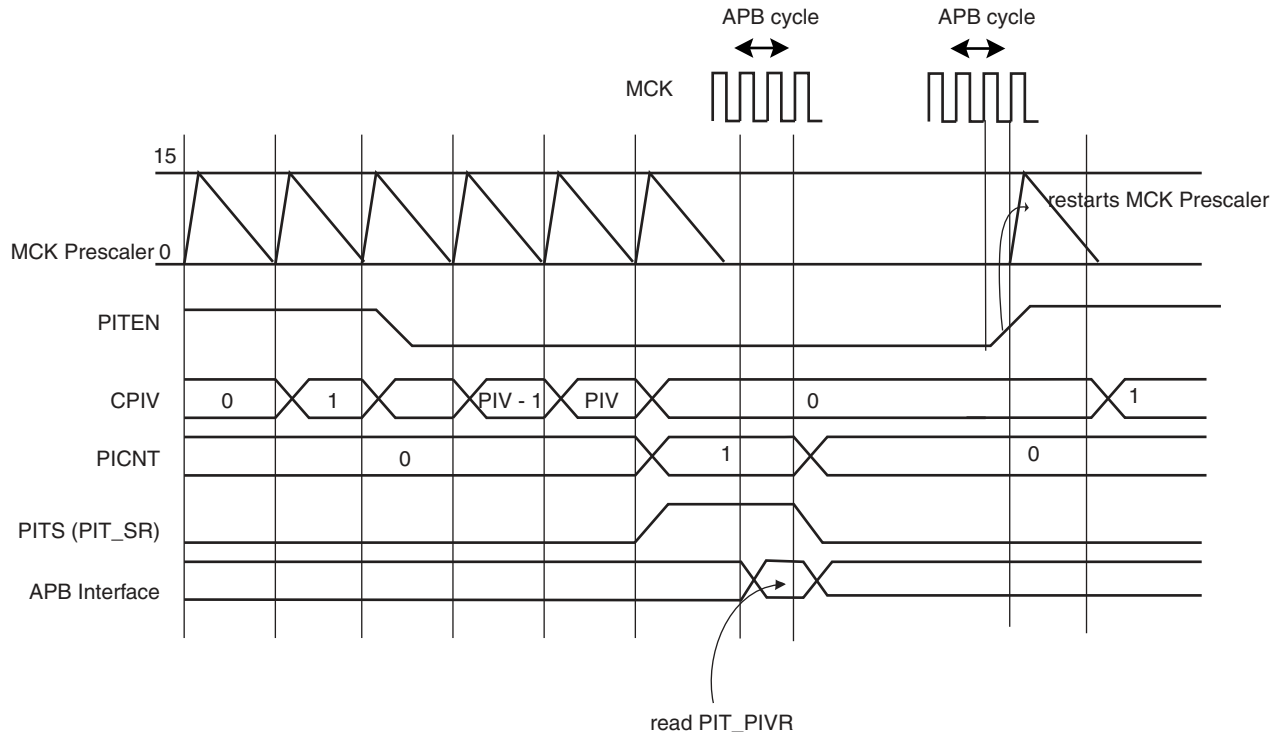 APB cycle
APB cycle
MCK
15
restarts MCK Prescaler
MCK Prescaler 0
PITEN
CPIV
0
1
PIV - 1
PIV
0
1
PICNT
0
1
0
PITS (PIT_SR)
APB Interface
read PIT_PIVR